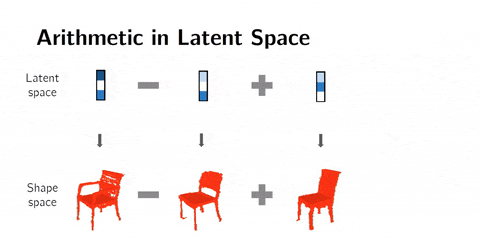 Arithmetic in Latent Space
Latent
space
Shape
space